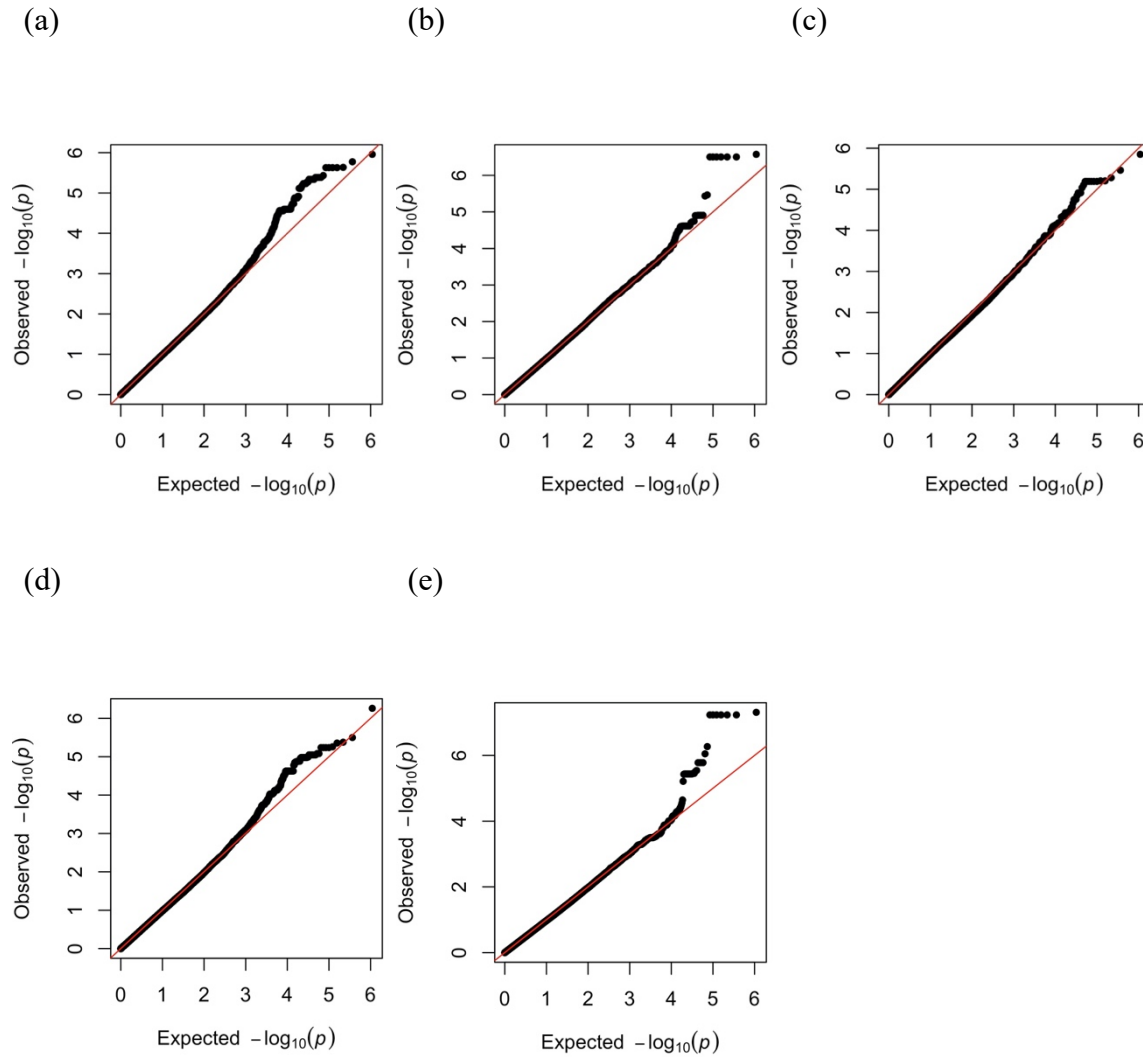 (a)
(b)
(c)
Observed −log10(p)
0 1 2 3 4 5 6
0 1 2 3 4 5 6
Expected −log10(p)
Observed −log10(p)
0 1 2 3 4 5 6
0 1 2 3 4 5 6
Expected −log10(p)
Observed −log10(p)
0 1 2 3 4 5 6
0 1 2 3 4 5 6
Expected −log10(p)
(d)
(e)
Observed −log10(p)
0 1 2 3 4 5 6
0 1 2 3 4 5 6
Expected −log10(p)
Observed −log10(p)
0 2 4 6
0 1 2 3 4 5 6
Expected −log10(p)